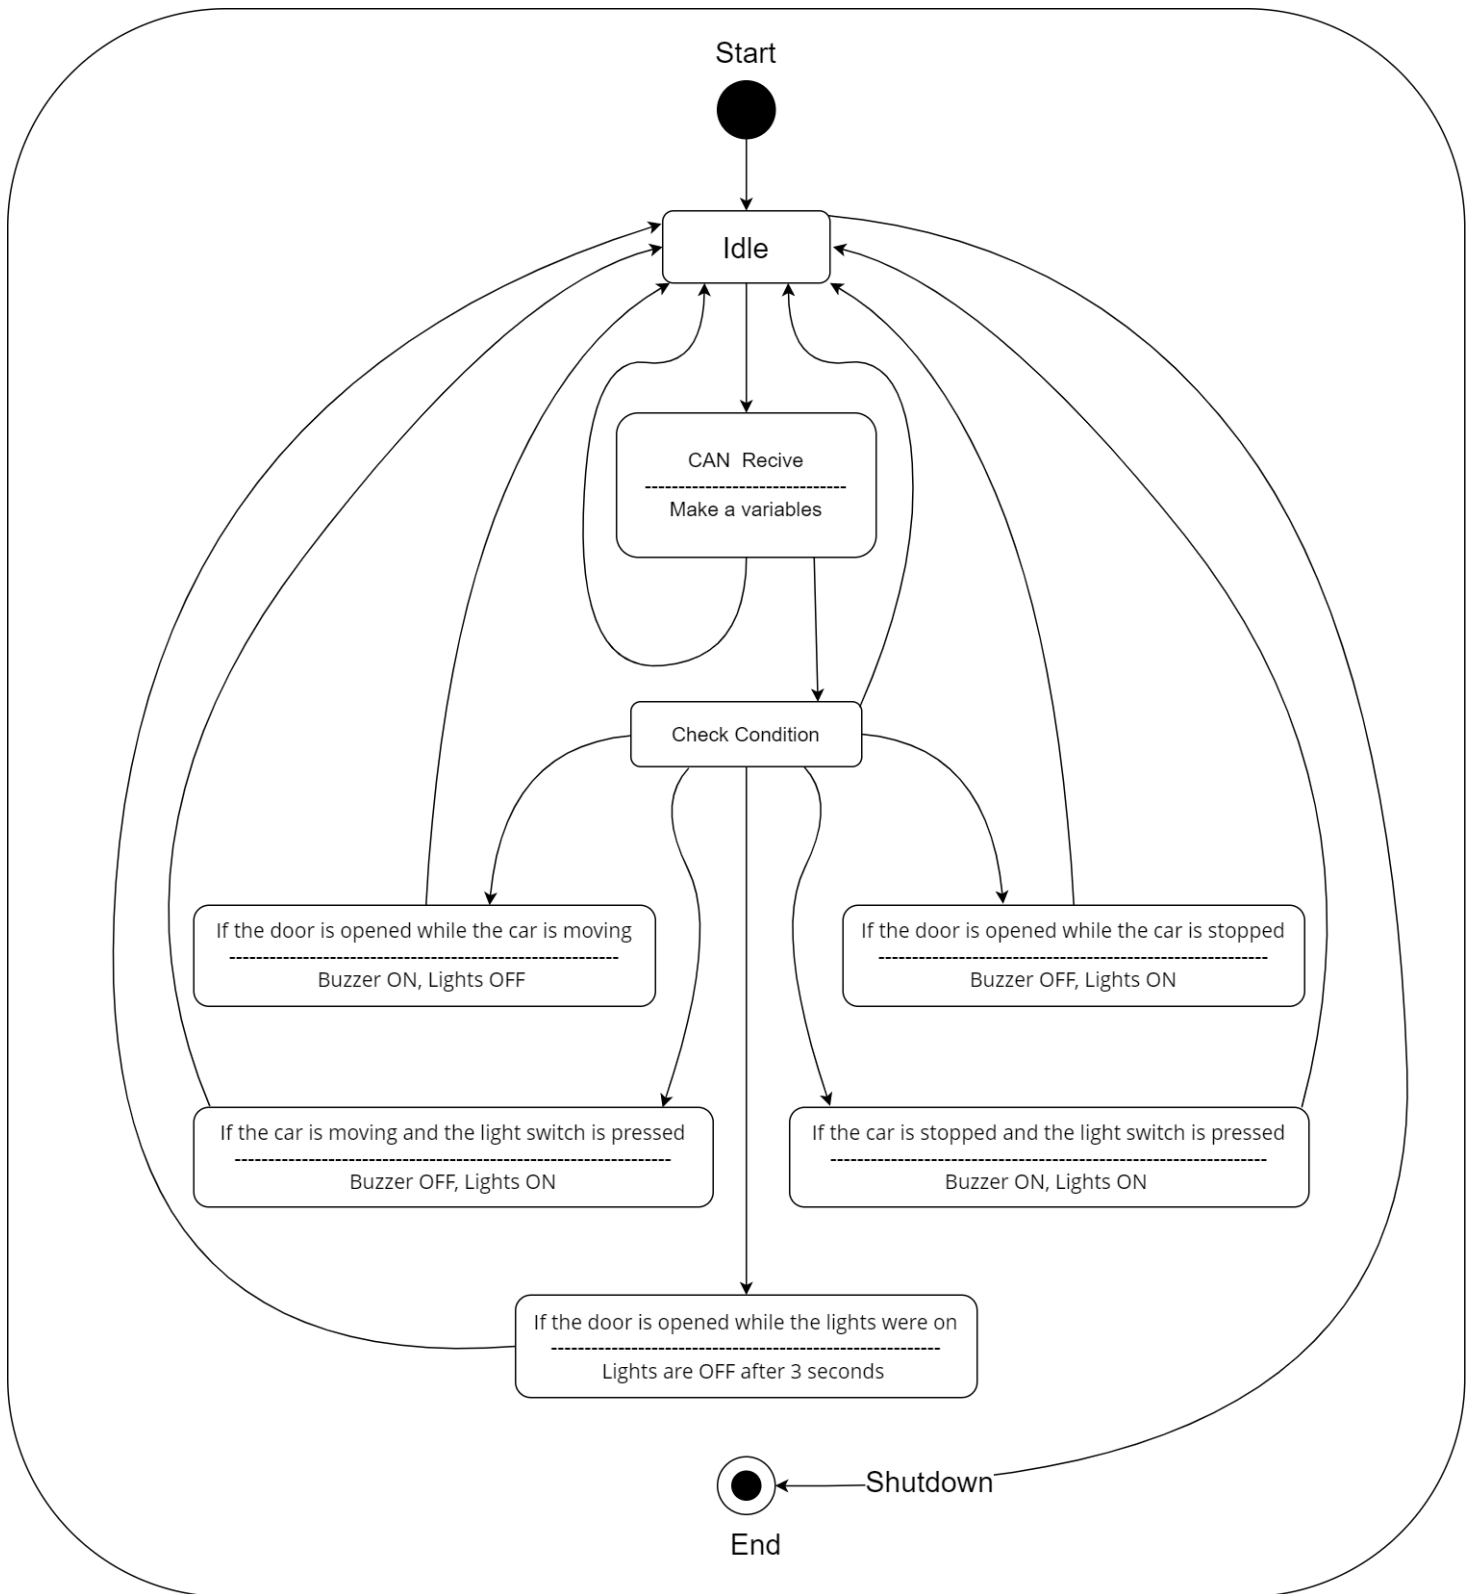 Start
Idle
CAN  Recive
-----------------------------
Make a variables
Check Condition
If the door is opened while the car is moving
--------------------------------------------------------
Buzzer ON, Lights OFF
If the door is opened while the car is stopped
--------------------------------------------------------
Buzzer OFF, Lights ON
If the car is moving and the light switch is pressed
---------------------------------------------------------------
Buzzer OFF, Lights ON
If the car is stopped and the light switch is pressed
---------------------------------------------------------------
Buzzer ON, Lights ON
If the door is opened while the lights were on
--------------------------------------------------------
Lights are OFF after 3 seconds
Shutdown
End